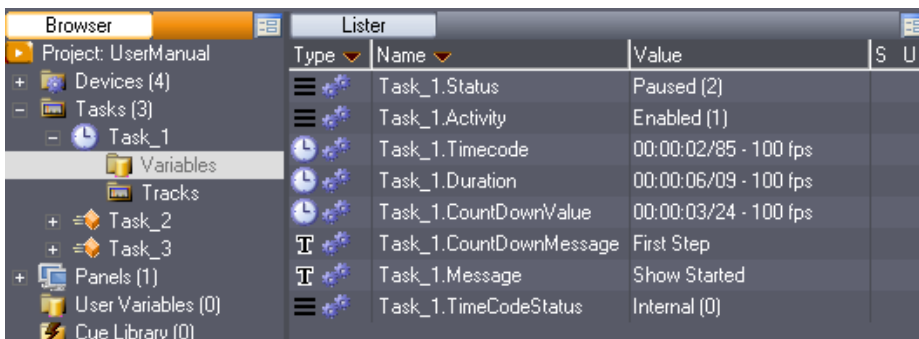 Browser
Project: UserManual
Devices (4)
Tasks (3)
Task_1
Variables
Tracks
Task_2
Task_3
Panels (1)
User Variables (0)
Cue Library (0)
Lister
Type Name Value S U
Task_1.Status Paused (2)
Task_1.Activity Enabled (1)
Task_1.Timecode 00:00:02/85 - 100 fps
Task_1.Duration 00:00:06/09 - 100 fps
Task_1.CountDownValue 00:00:03/24 - 100 fps
T Task_1.CountDownMessage First Step
T Task_1.Message Show Started
Task_1.TimeCodeStatus Internal (0)